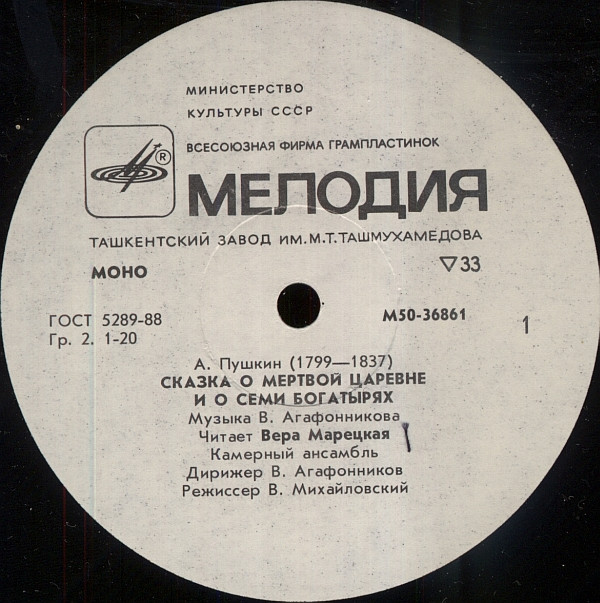 МИНИСТЕРСТВО
КУЛЬТУРЫ СССР
ВСЕСОЮЗНАЯ ФИРМА ГРАМПЛАСТИНОК
®
МЕЛОДИЯ
ТАШКЕНТСКИЙ ЗАВОД ИМ.М.Т.ТАШМУХАМЕДОВА
МОНО ▽33
ГОСТ 5289-88 М50-36861
Гр. 2. 1-20 1
А. Пушкин (1799—1837)
СКАЗКА О МЕРТВОЙ ЦАРЕВНЕ
И О СЕМИ БОГАТЫРЯХ
Музыка В. Агафонникова
Читает Вера Марецкая
Камерный ансамбль
Дирижер В. Агафонников
Режиссер В. Михайловский